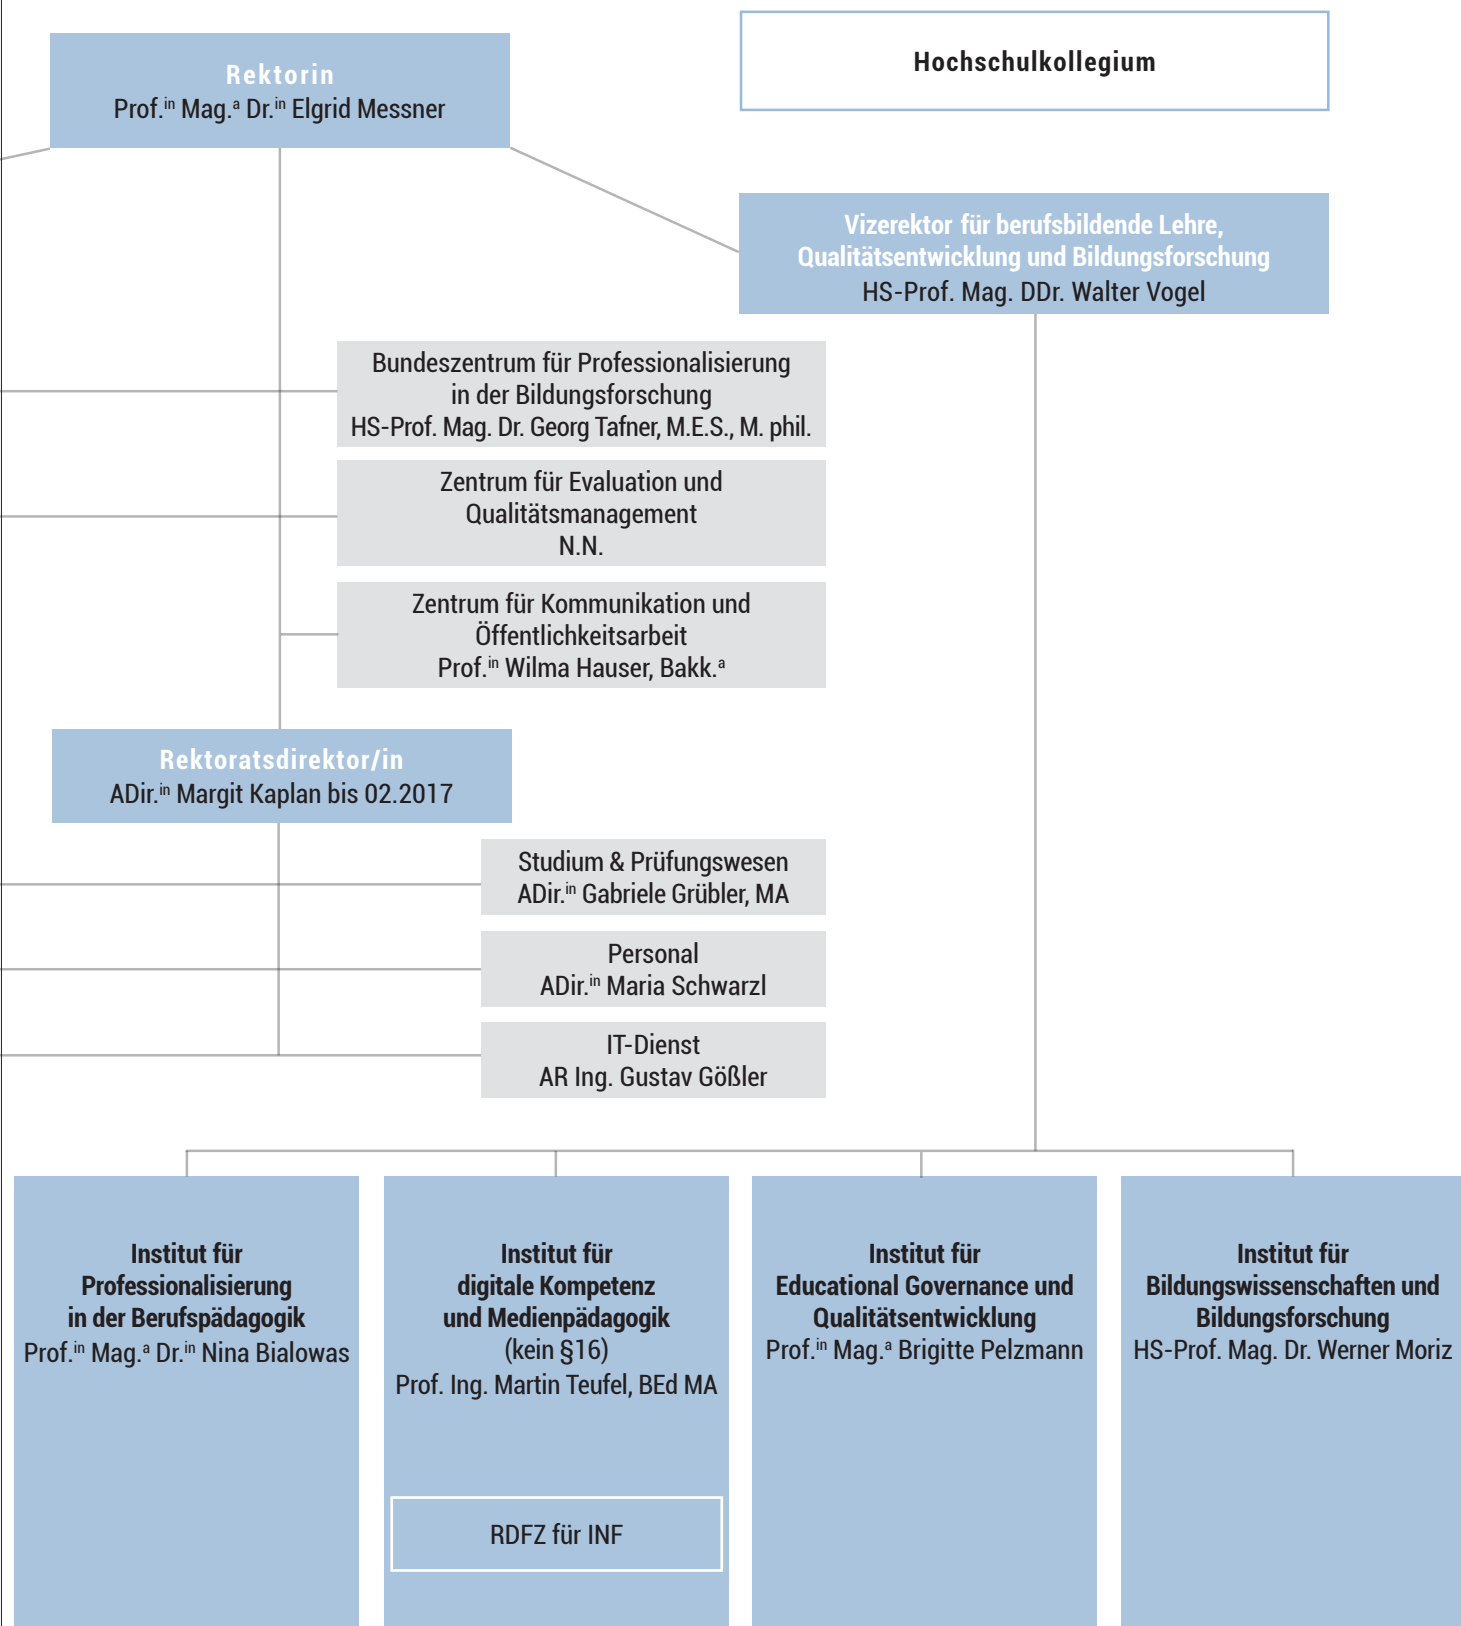 Rektorin
Prof.in Mag.a Dr.in Elgrid Messner
Hochschulkollegium
Vizerektor für berufsbildende Lehre,
Qualitätsentwicklung und Bildungsforschung
HS-Prof. Mag. DDr. Walter Vogel
Bundeszentrum für Professionalisierung
in der Bildungsforschung
HS-Prof. Mag. Dr. Georg Tafner, M.E.S., M. phil.
Zentrum für Evaluation und
Qualitätsmanagement
N.N.
Zentrum für Kommunikation und
Öffentlichkeitsarbeit
Prof.in Wilma Hauser, Bakk.a
Rektoratsdirektor/in
ADir.in Margit Kaplan bis 02.2017
Studium & Prüfungswesen
ADir.in Gabriele Grübler, MA
Personal
ADir.in Maria Schwarzl
IT-Dienst
AR Ing. Gustav Gößler
Institut für
Professionalisierung
in der Berufspädagogik
Prof.in Mag.a Dr.in Nina Bialowas
Institut für
digitale Kompetenz
und Medienpädagogik
(kein §16)
Prof. Ing. Martin Teufel, BEd MA
RDFZ für INF
Institut für
Educational Governance und
Qualitätsentwicklung
Prof.in Mag.a Brigitte Pelzmann
Institut für
Bildungswissenschaften und
Bildungsforschung
HS-Prof. Mag. Dr. Werner Moriz